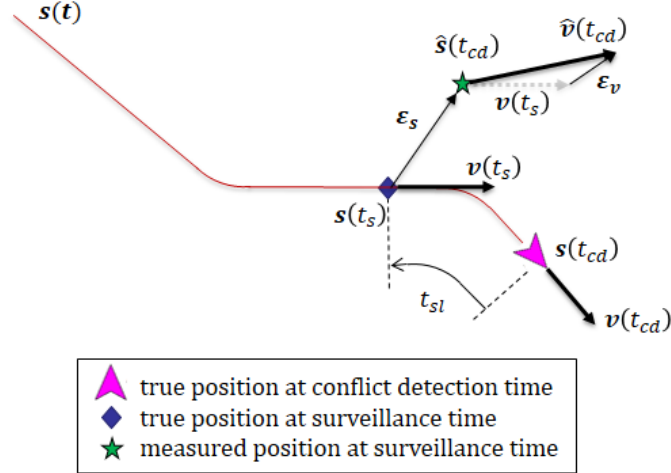 s(t)
ŝ(t_cd)
v̂(t_cd)
v(t_s)
ε_v
ε_s
v(t_s)
s(t_s)
s(t_cd)
t_sl
v(t_cd)
true position at conflict detection time
true position at surveillance time
measured position at surveillance time